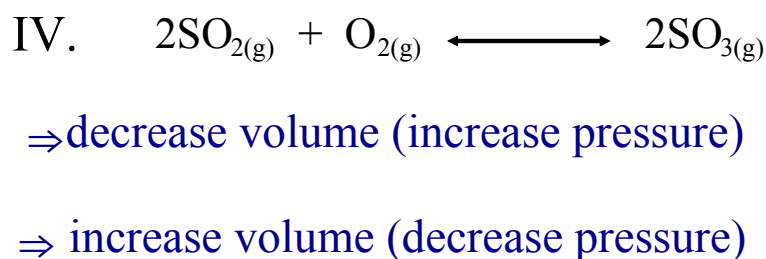 IV. 2SO₂(g) + O₂(g) ⟷ 2SO₃(g)
⇒decrease volume (increase pressure)
⇒ increase volume (decrease pressure)